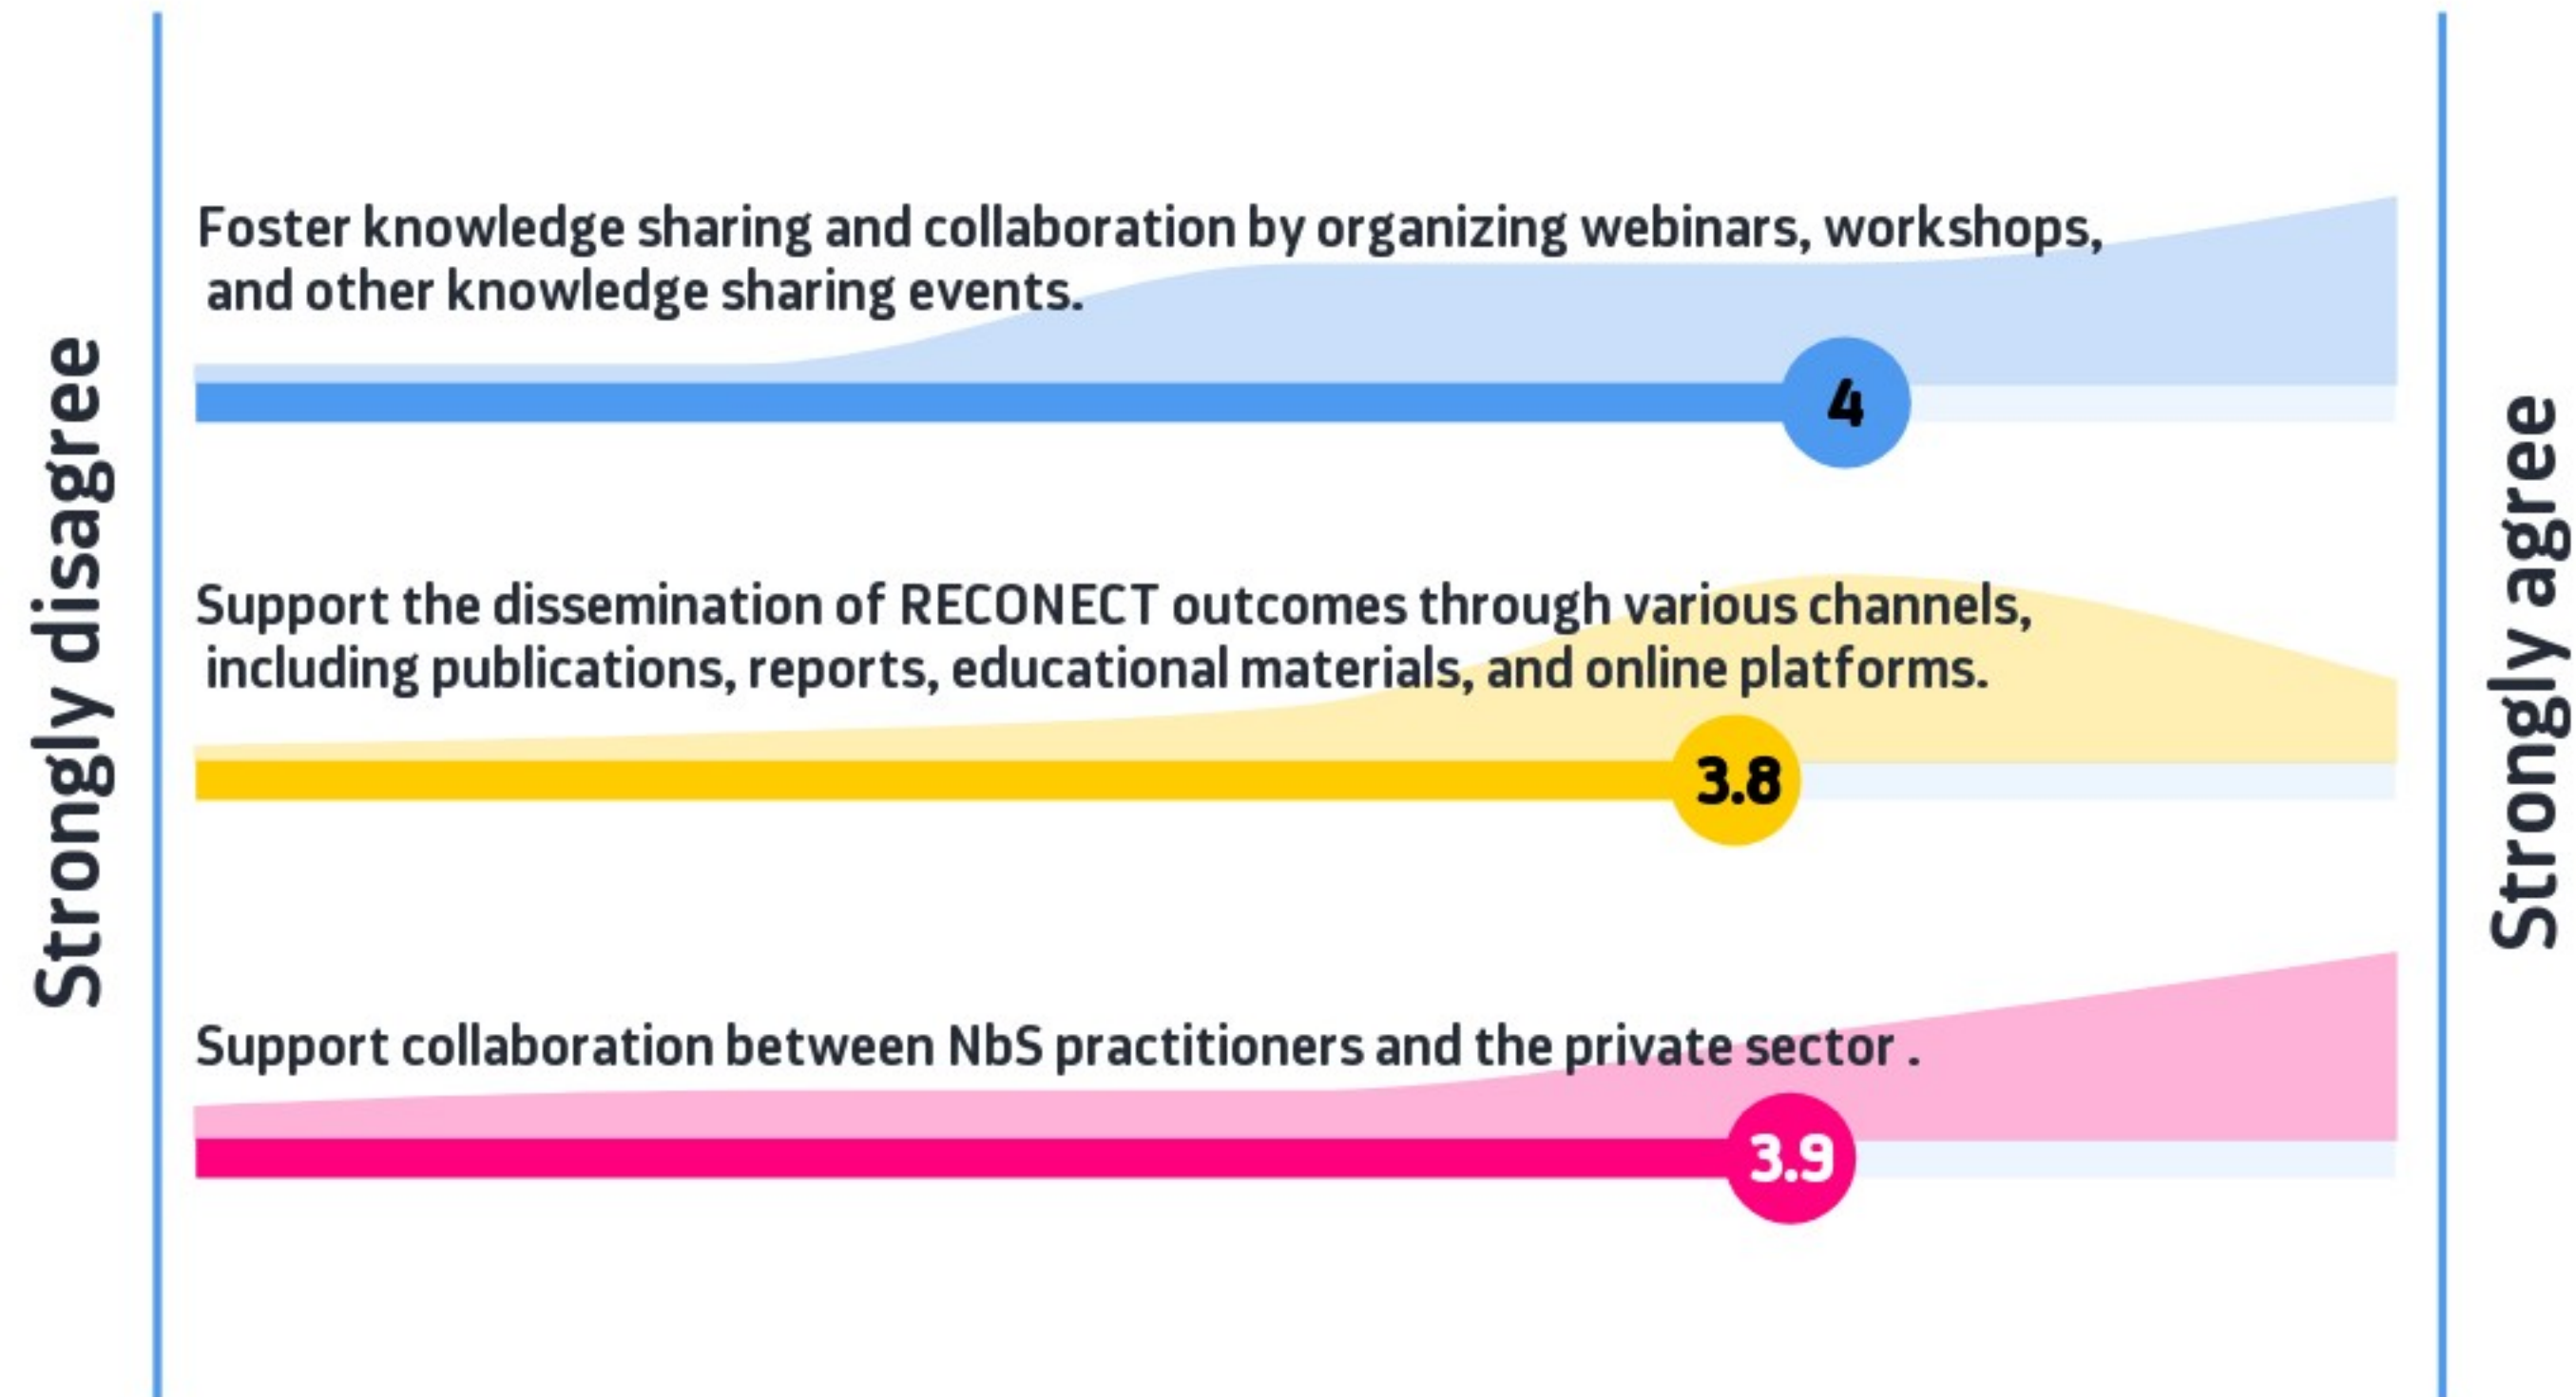 Strongly disagree
Foster knowledge sharing and collaboration by organizing webinars, workshops,
and other knowledge sharing events.
4
Support the dissemination of RECONECT outcomes through various channels,
including publications, reports, educational materials, and online platforms.
3.8
Support collaboration between NbS practitioners and the private sector .
3.9
Strongly agree